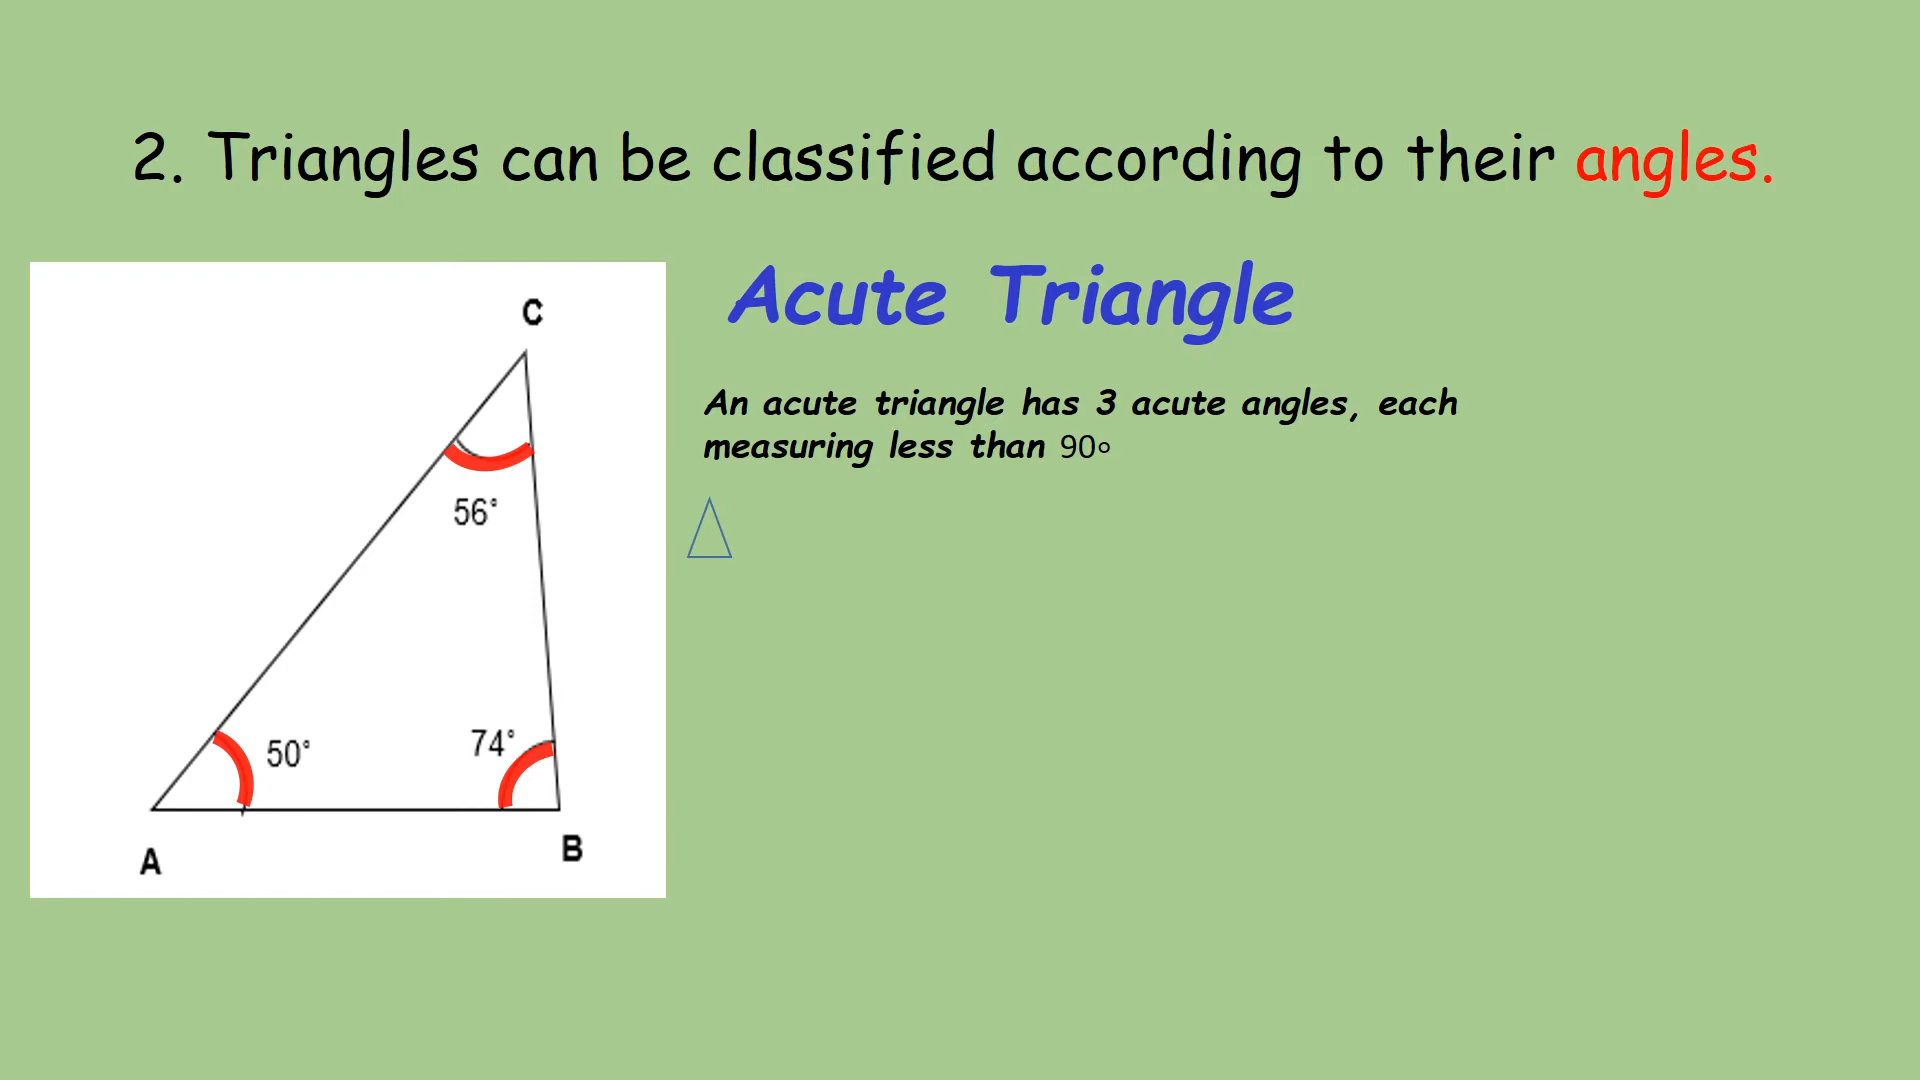 2. Triangles can be classified according to their angles.
Acute Triangle
An acute triangle has 3 acute angles, each
measuring less than 90∘
C
56°
50°
74°
A
B